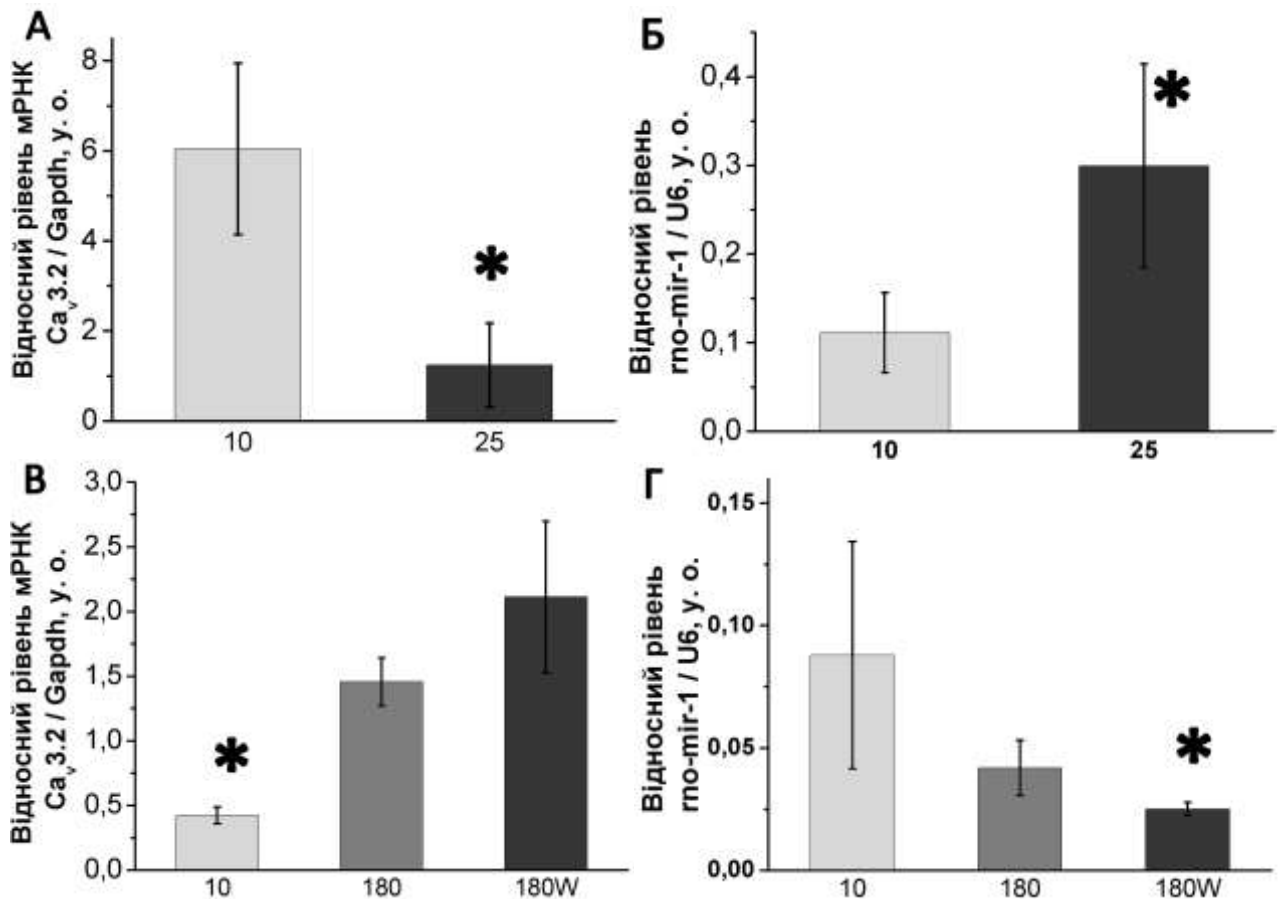 А
Відносний рівень мРНК
Cav3.2 / Gapdh, у. о.
8
6
4
2
0
10
25
*
Б
Відносний рівень
rno-mir-1 / U6, у. о.
0,4
0,3
0,2
0,1
0,0
10
25
*
В
Відносний рівень мРНК
Cav3.2 / Gapdh, у. о.
3,0
2,5
2,0
1,5
1,0
0,5
0,0
10
180
180W
*
Г
Відносний рівень
rno-mir-1 / U6, у. о.
0,15
0,10
0,05
0,00
10
180
180W
*